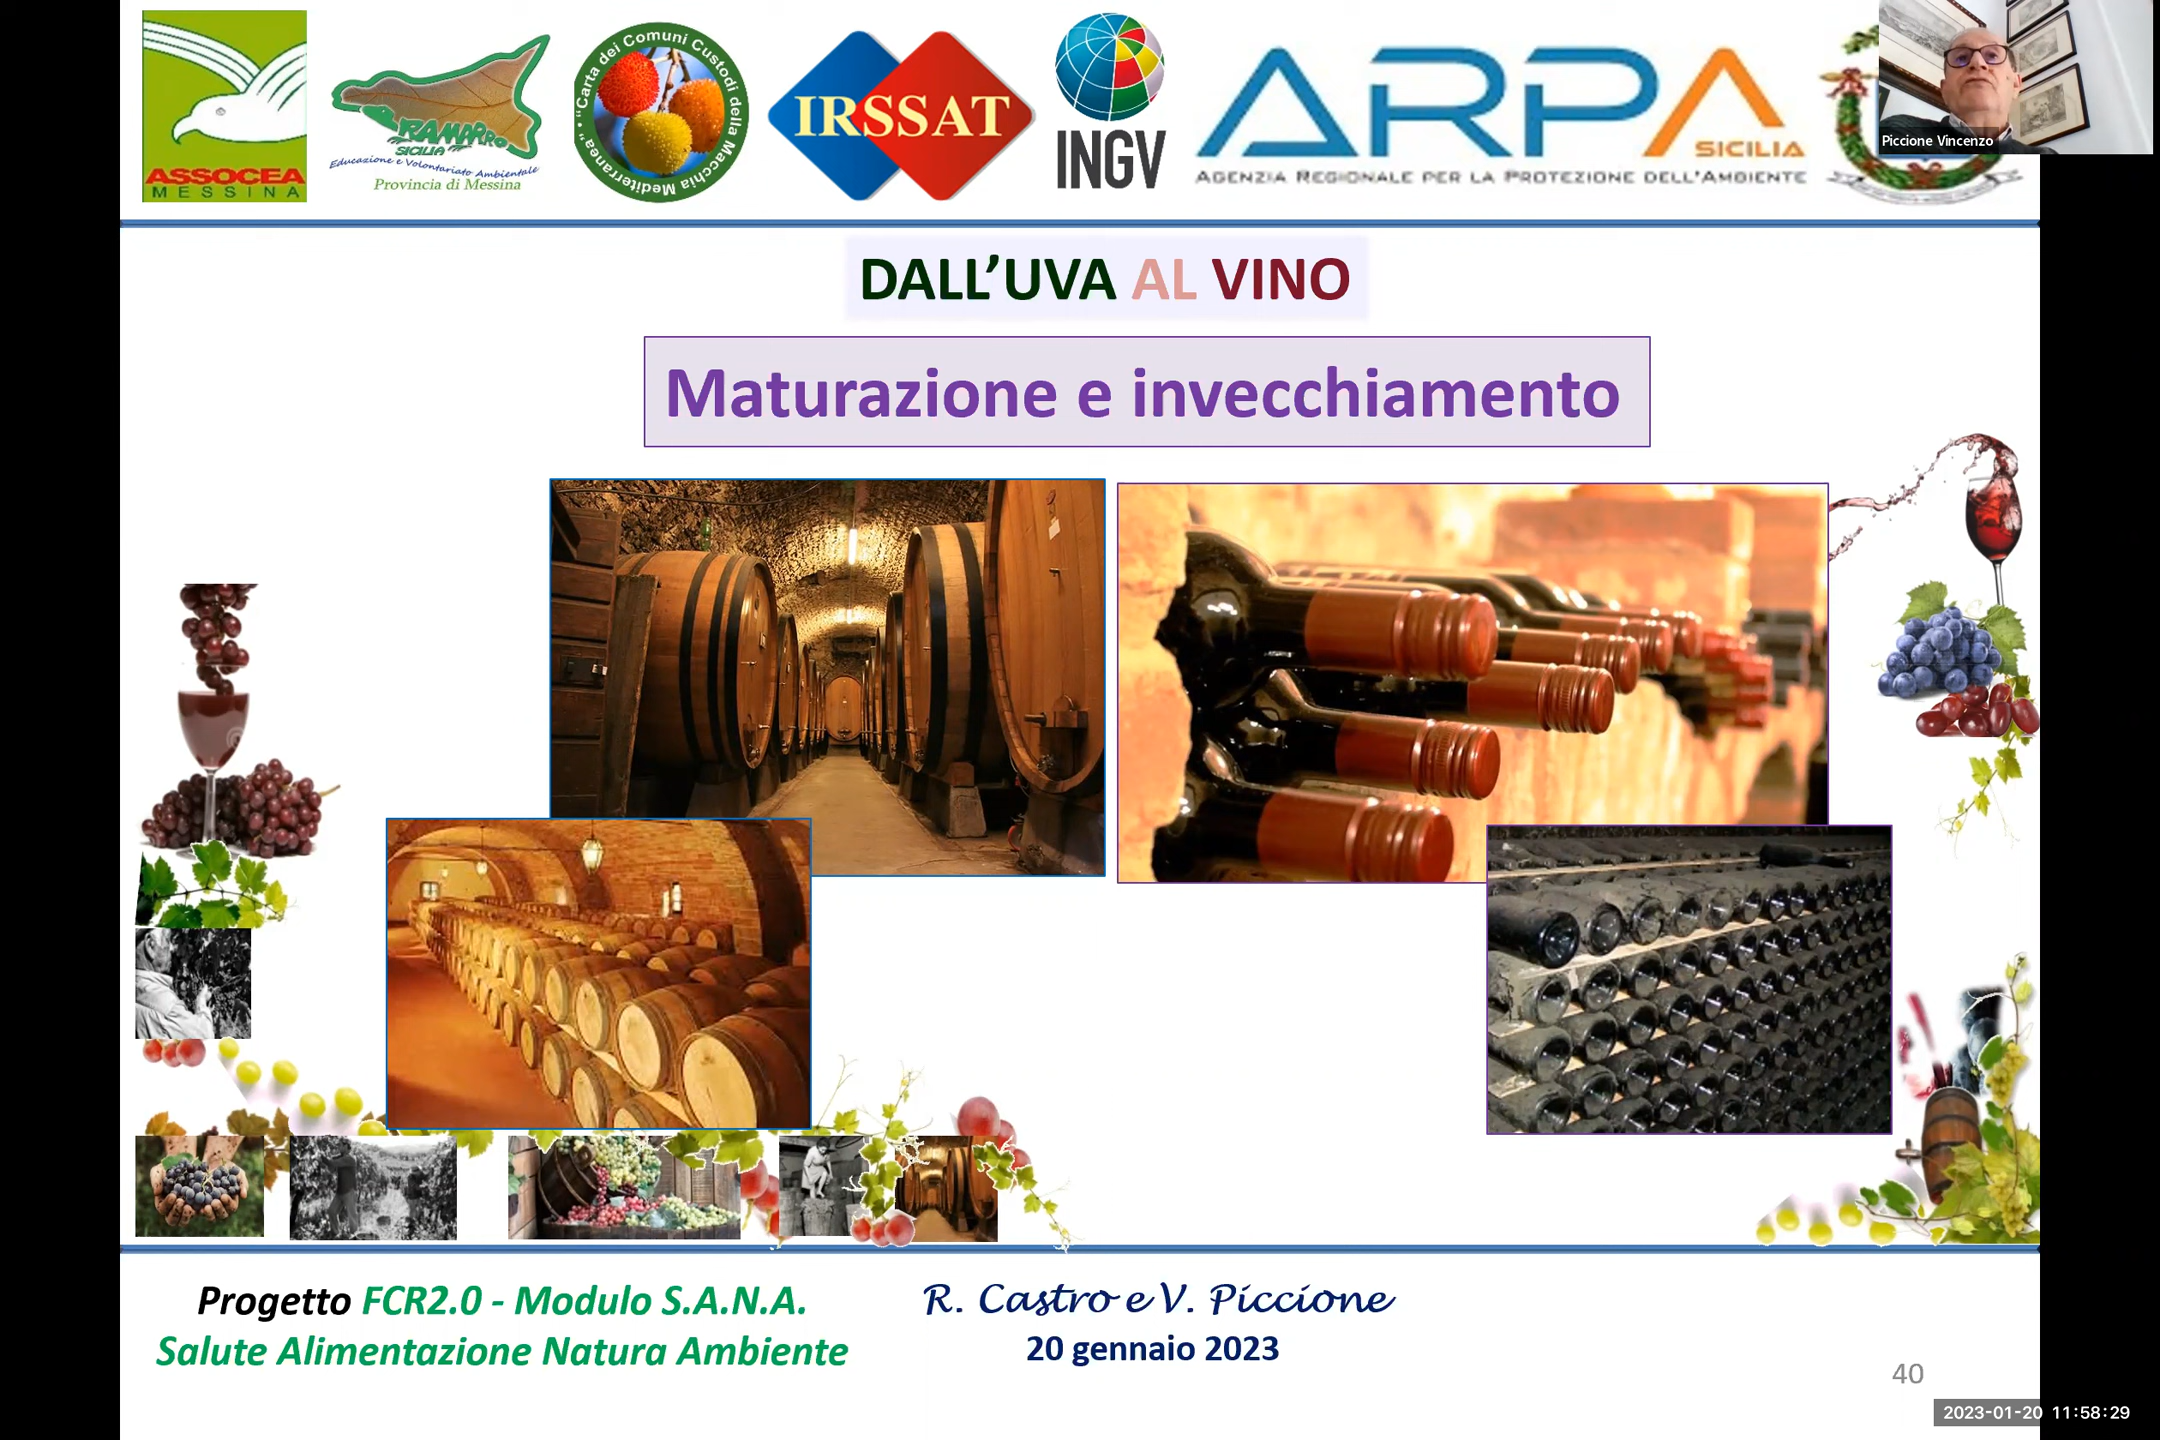 ASSOCEA
MESSINA
RAMARRO
SICILIA
Educazione e Volontariato Ambientale
Provincia di Messina
"Carta dei Comuni Custodi della Macchia Mediterranea"
IRSSAT
INGV
ARPA
SICILIA
AGENZIA REGIONALE PER LA PROTEZIONE DELL'AMBIENTE
Piccione Vincenzo
DALL'UVA AL VINO
Maturazione e invecchiamento
Progetto FCR2.0 - Modulo S.A.N.A.
Salute Alimentazione Natura Ambiente
R. Castro e V. Piccione
20 gennaio 2023
40
2023-01-20 11:58:29